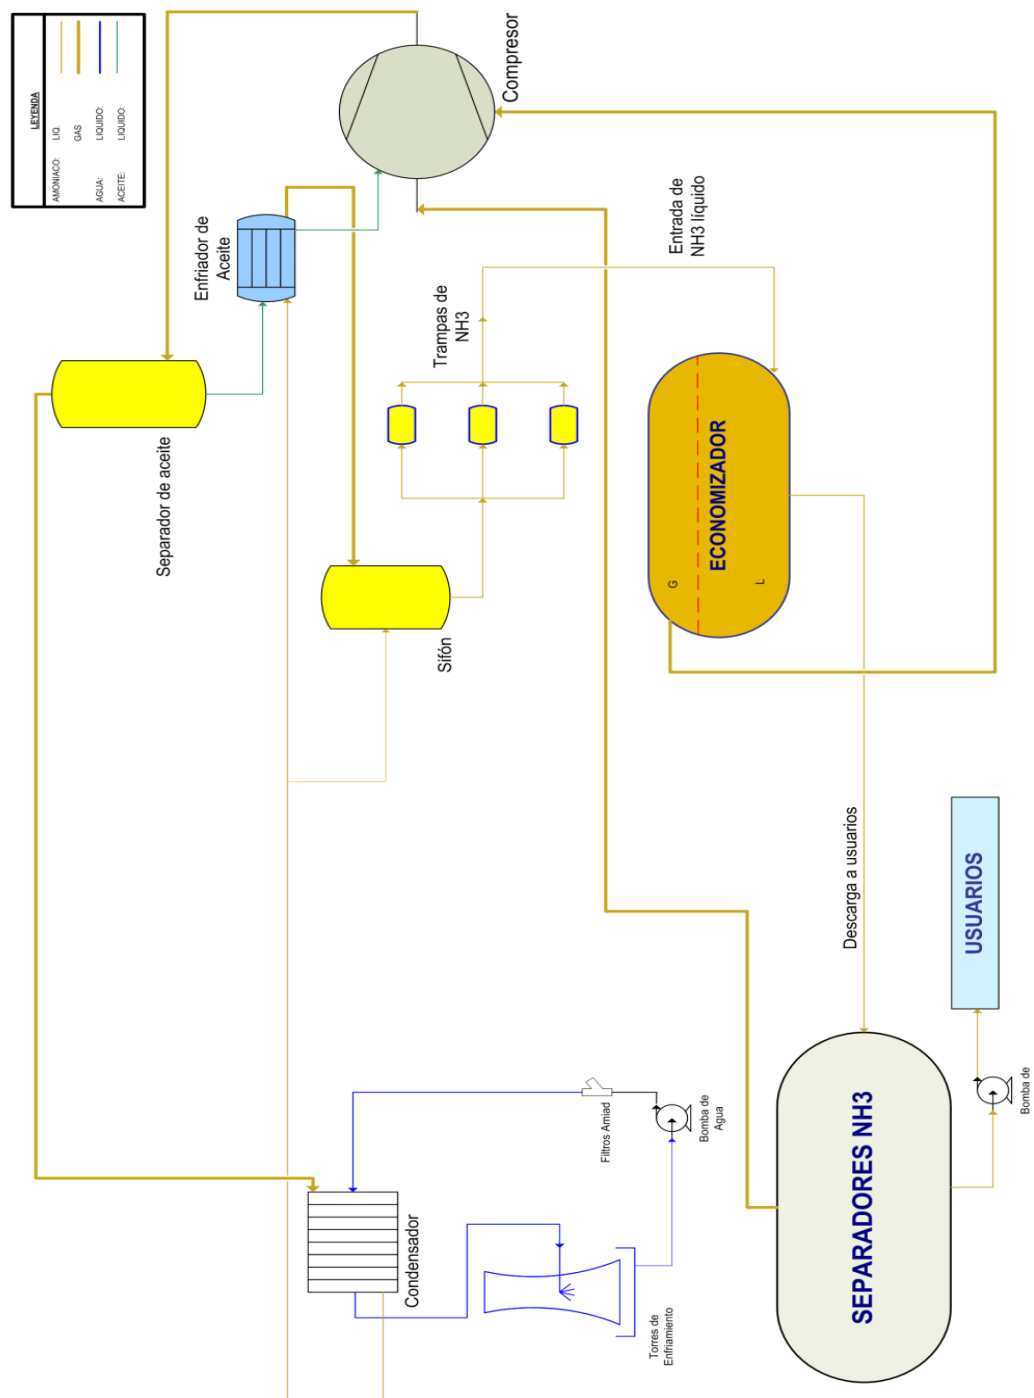 LEYENDA
AMONIACO: LIQ.
GAS
AGUA: LIQUIDO:
ACEITE: LIQUIDO:
Compresor
Enfriador de
Aceite
Separador de aceite
Trampas de
NH3
Entrada de
NH3 líquido
Sifón
ECONOMIZADOR
G
L
Descarga a usuarios
USUARIOS
Condensador
Filtros Amiad
Bomba de
Agua
Torres de
Enfriamiento
SEPARADORES NH3
Bomba de